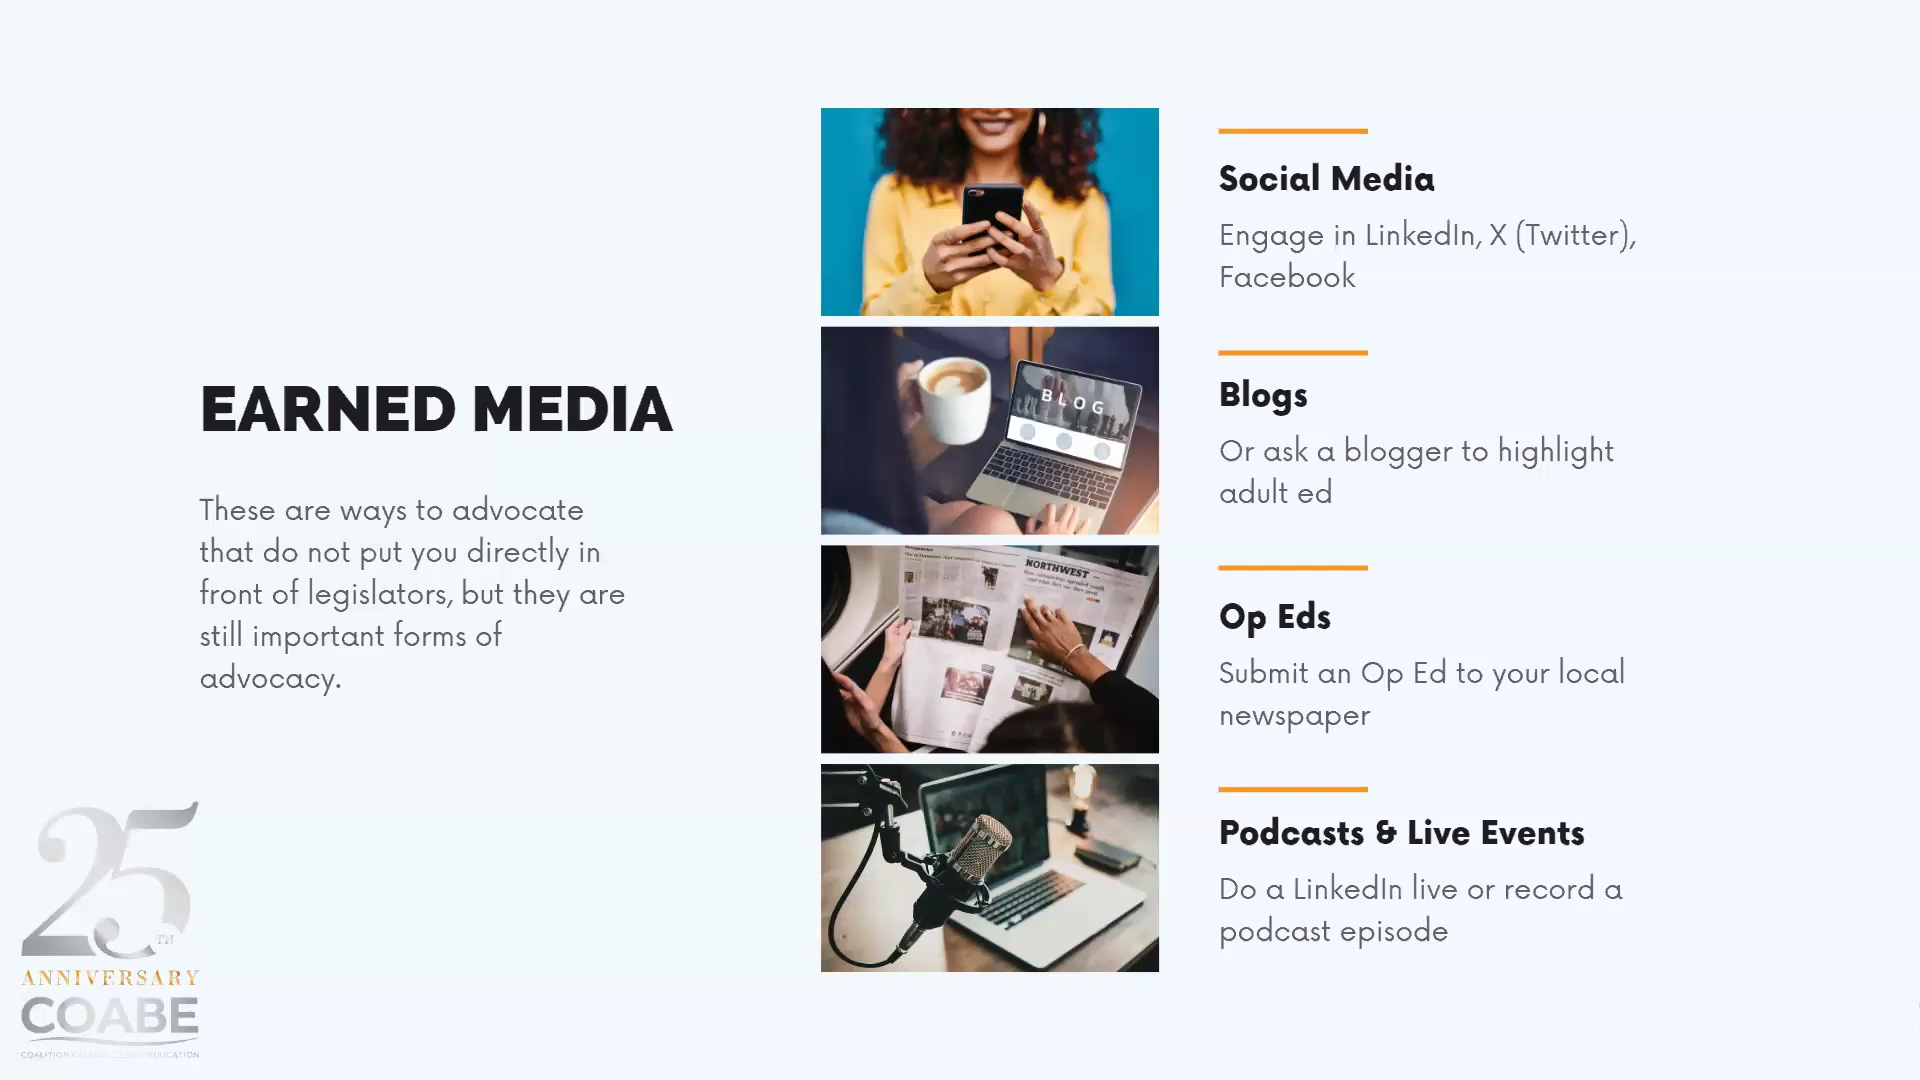 EARNED MEDIA
These are ways to advocate
that do not put you directly in
front of legislators, but they are
still important forms of
advocacy.
Social Media
Engage in LinkedIn, X (Twitter),
Facebook
BLOG
Blogs
Or ask a blogger to highlight
adult ed
NORTHWEST
Op Eds
Submit an Op Ed to your local
newspaper
Podcasts & Live Events
Do a LinkedIn live or record a
podcast episode
25
TH
ANNIVERSARY
COABE